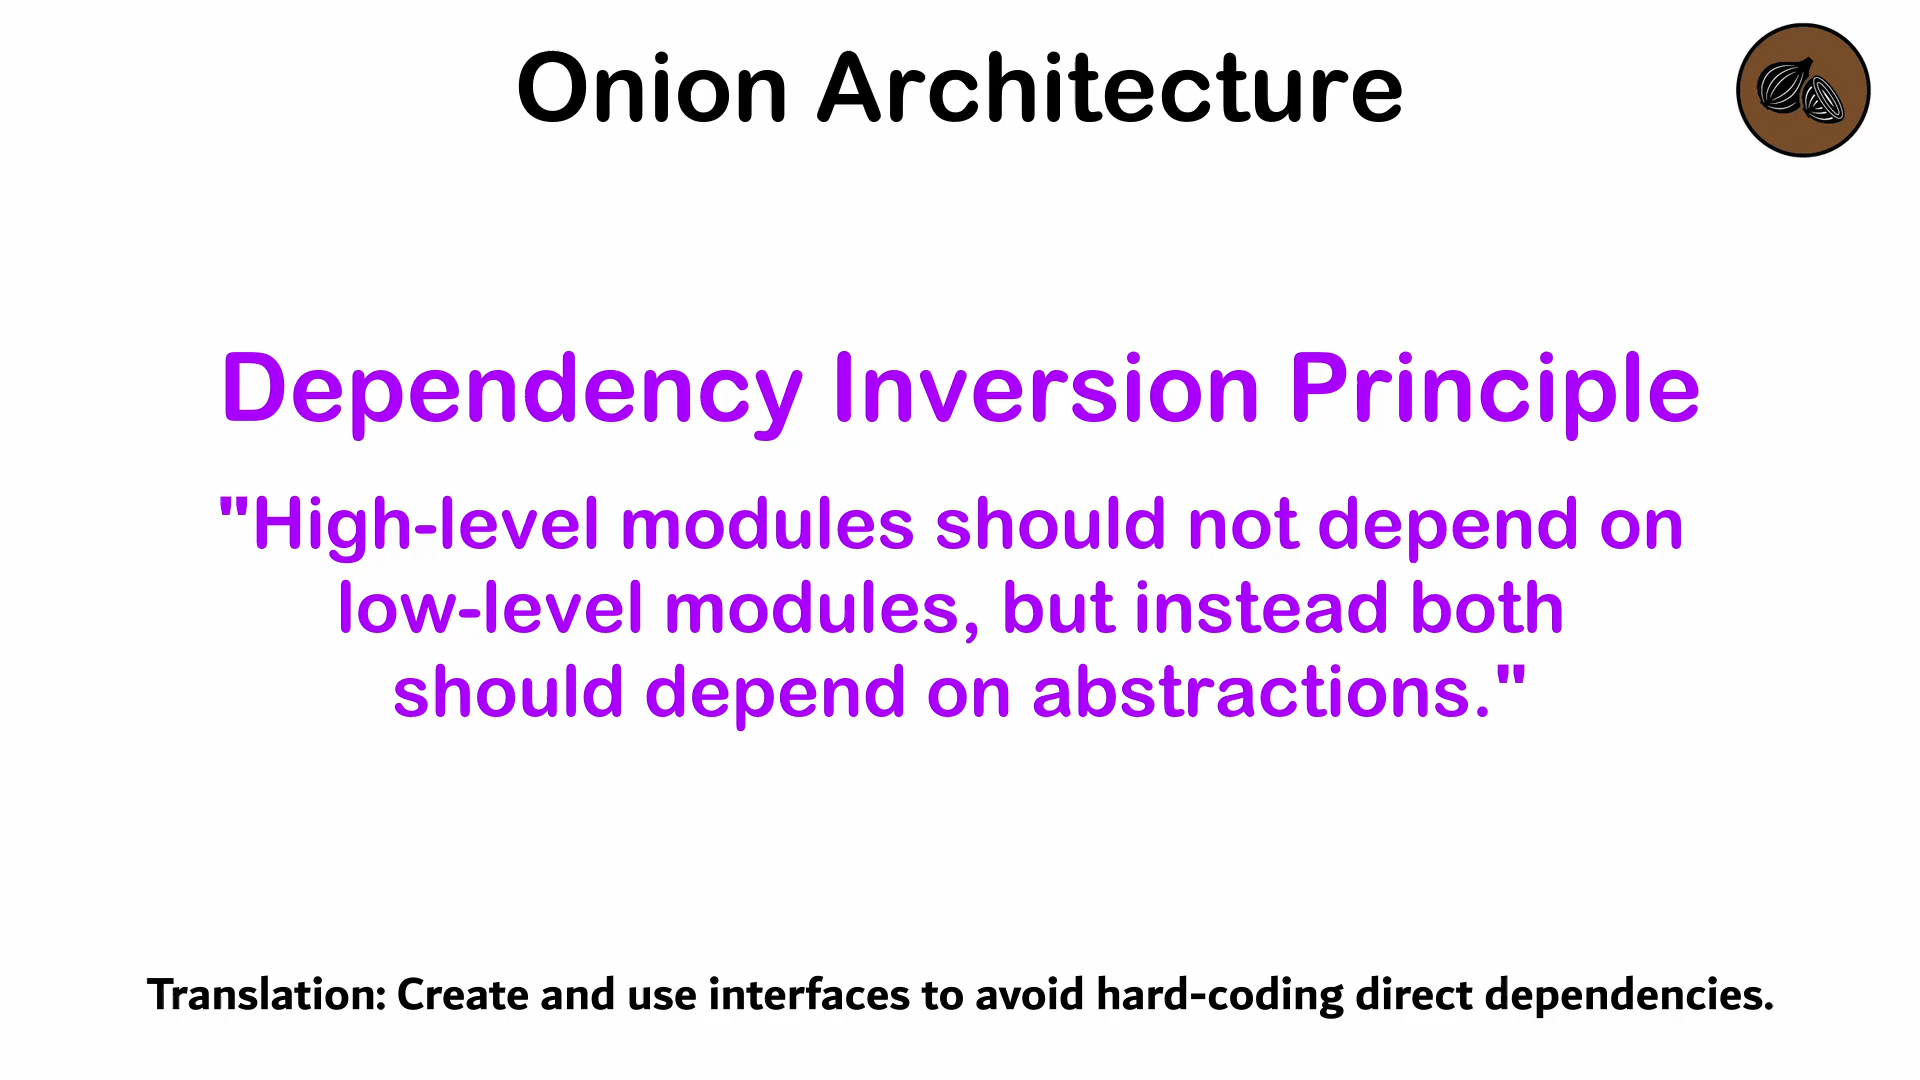 Onion Architecture
Dependency Inversion Principle
"High-level modules should not depend on
low-level modules, but instead both
should depend on abstractions."
Translation: Create and use interfaces to avoid hard-coding direct dependencies.